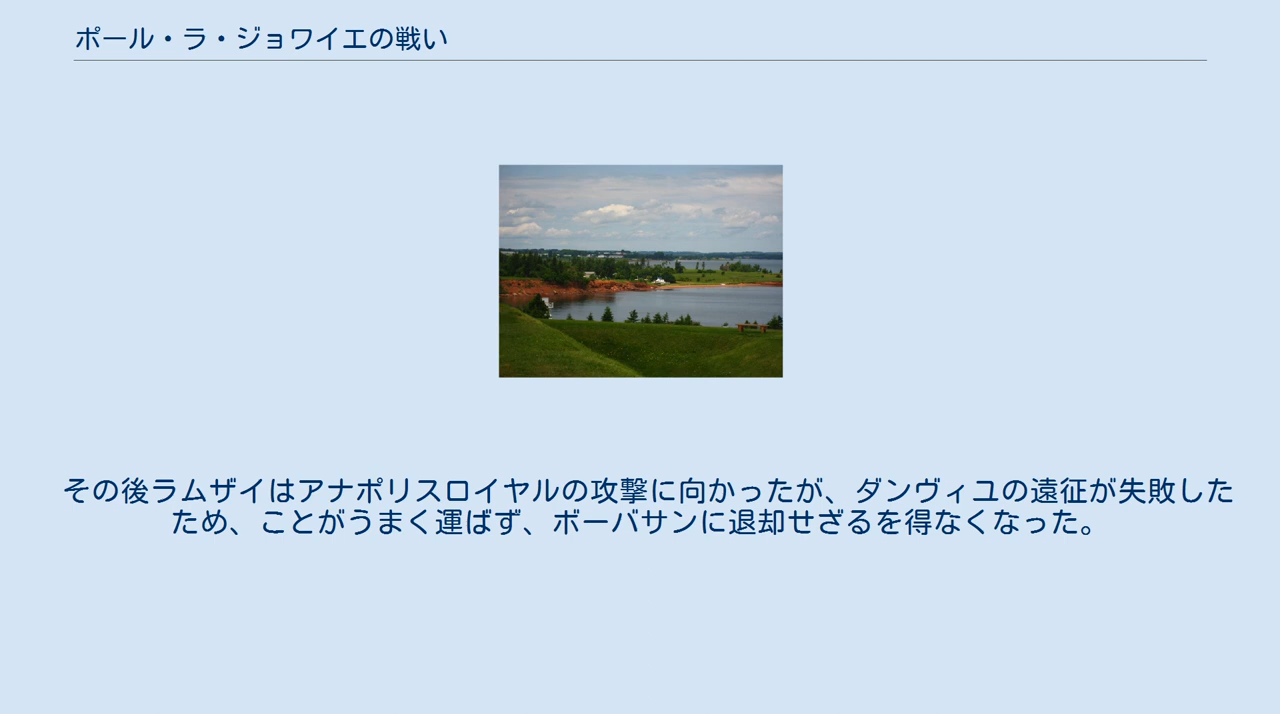 ポール・ラ・ジョワイエの戦い
その後ラムザイはアナポリスロイヤルの攻撃に向かったが、ダンヴィユの遠征が失敗した
ため、ことがうまく運ばず、ボーバサンに退却せざるを得なくなった。